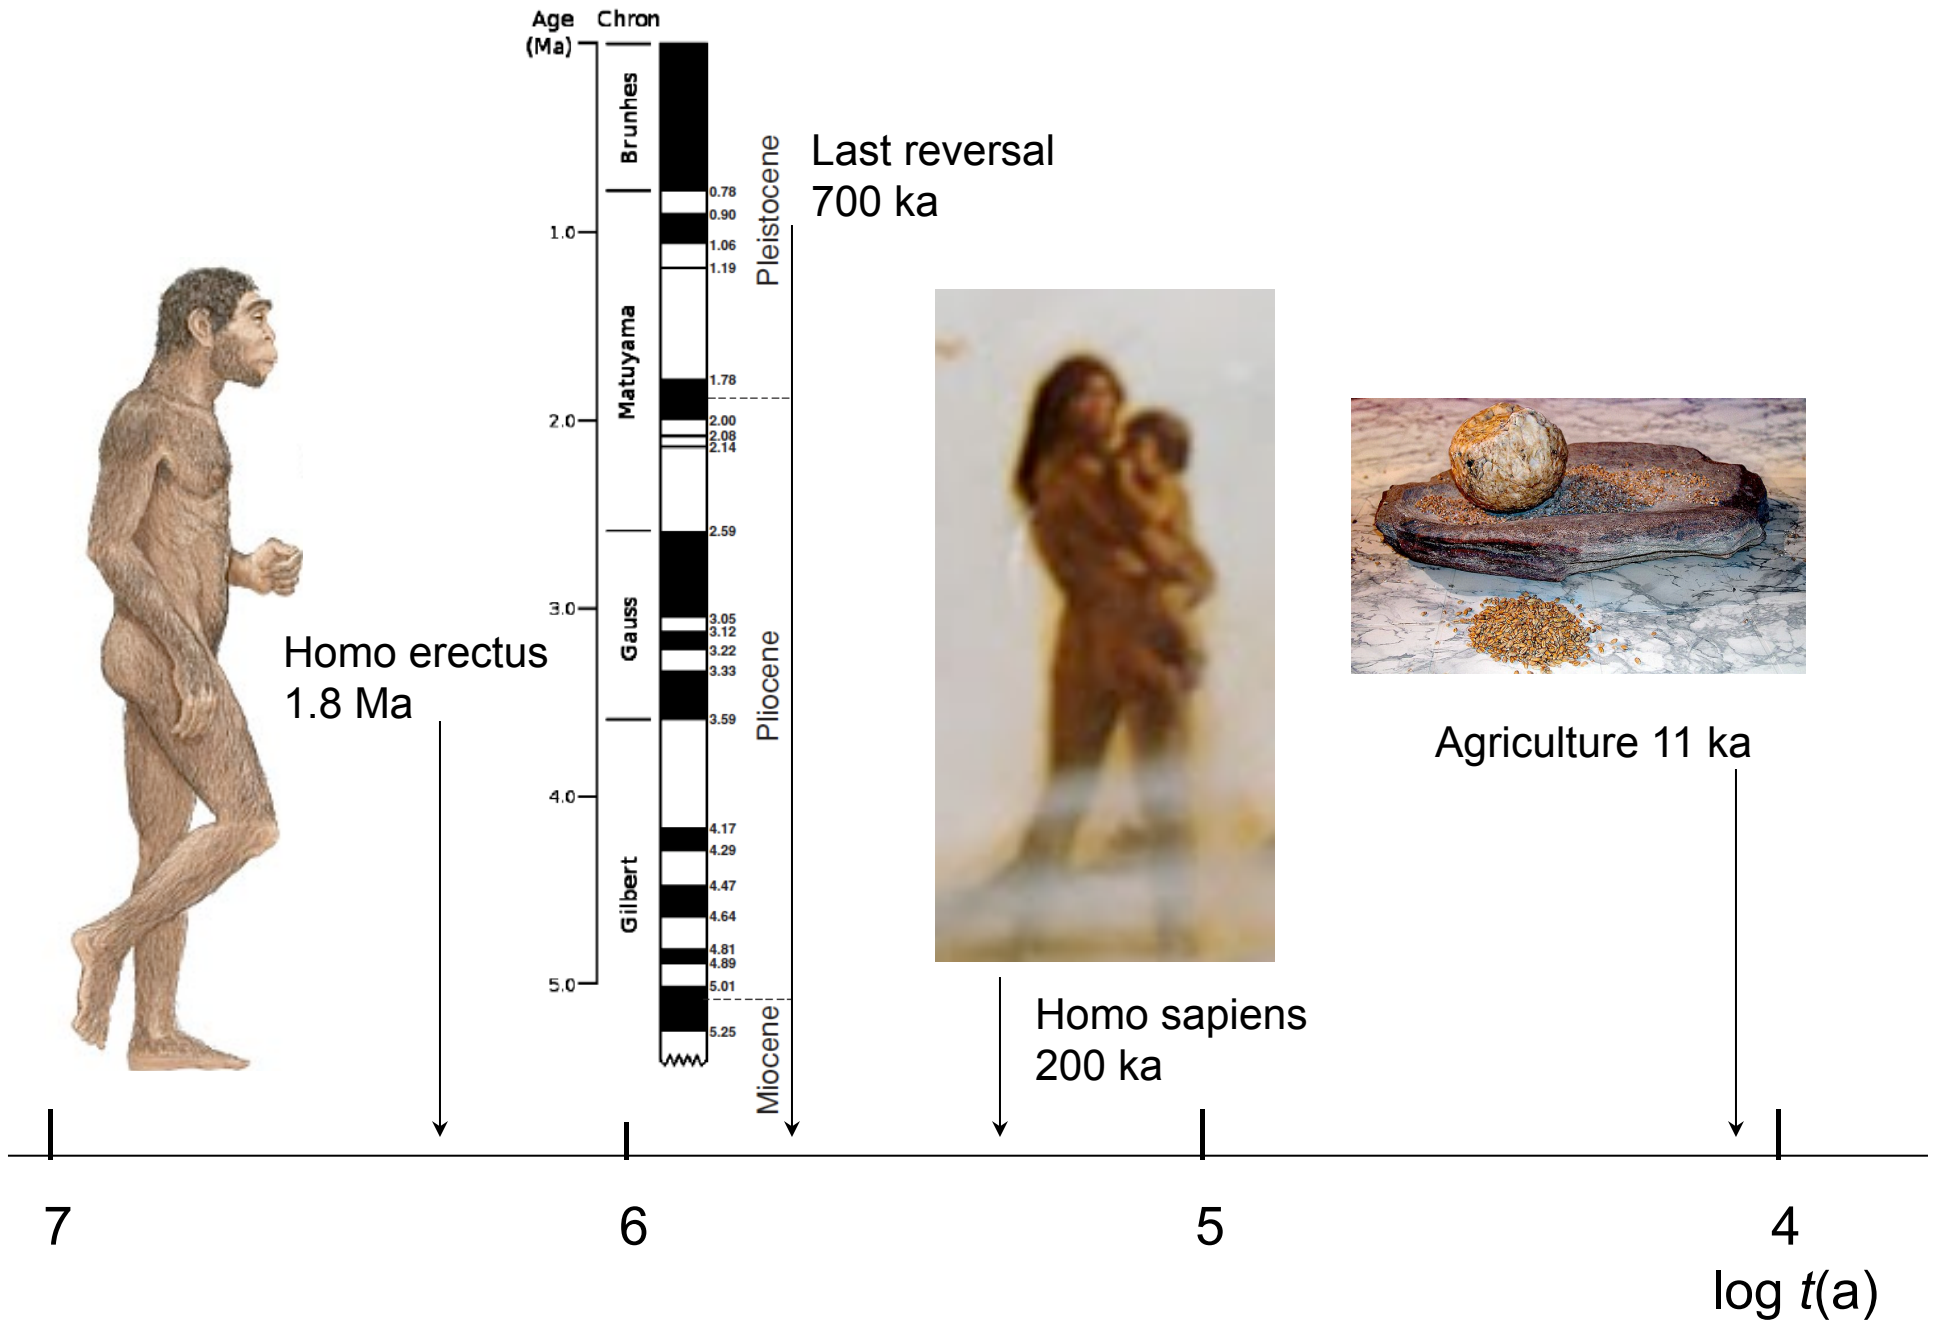 Age Chron
(Ma)
Brunhes
Matuyama
Gauss
Gilbert
1.0
2.0
3.0
4.0
5.0
0.78
0.90
1.06
1.19
1.78
2.00
2.08
2.14
2.59
3.05
3.12
3.22
3.33
3.59
4.17
4.29
4.47
4.64
4.81
4.89
5.01
5.25
Pleistocene
Pliocene
Miocene
Last reversal
700 ka
Homo erectus
1.8 Ma
Homo sapiens
200 ka
Agriculture 11 ka
7 6 5 4
log t(a)